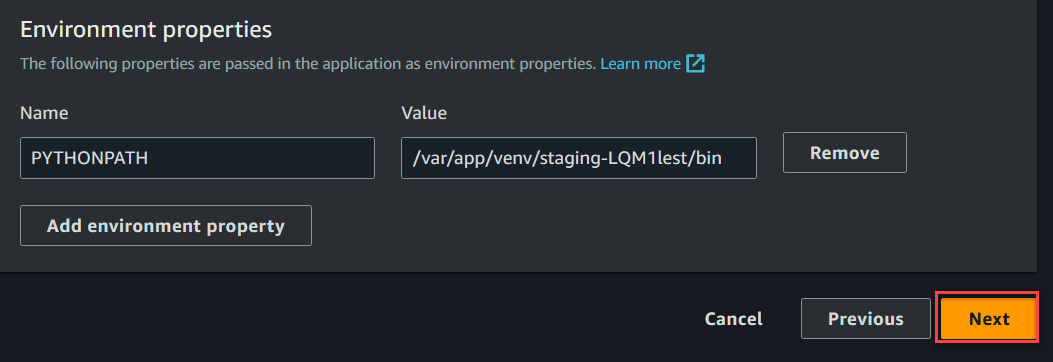 Environment properties
The following properties are passed in the application as environment properties. Learn more
Name Value
PYTHONPATH /var/app/venv/staging-LQM1lest/bin Remove
Add environment property
Cancel Previous Next